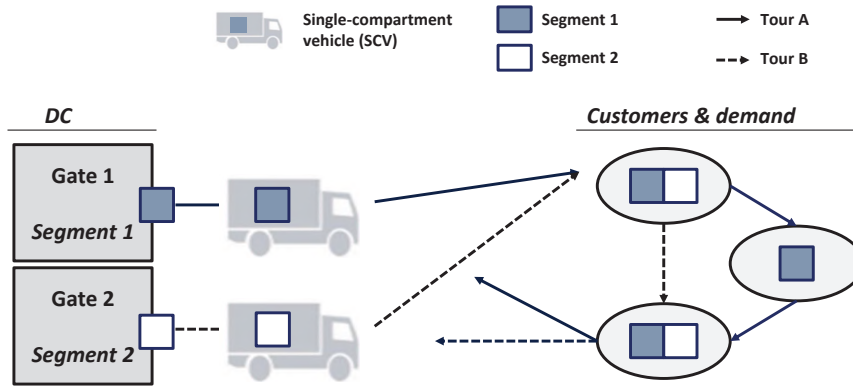 Single-compartment
vehicle (SCV)
Segment 1
Segment 2
Tour A
Tour B
DC
Customers & demand
Gate 1
Segment 1
Gate 2
Segment 2